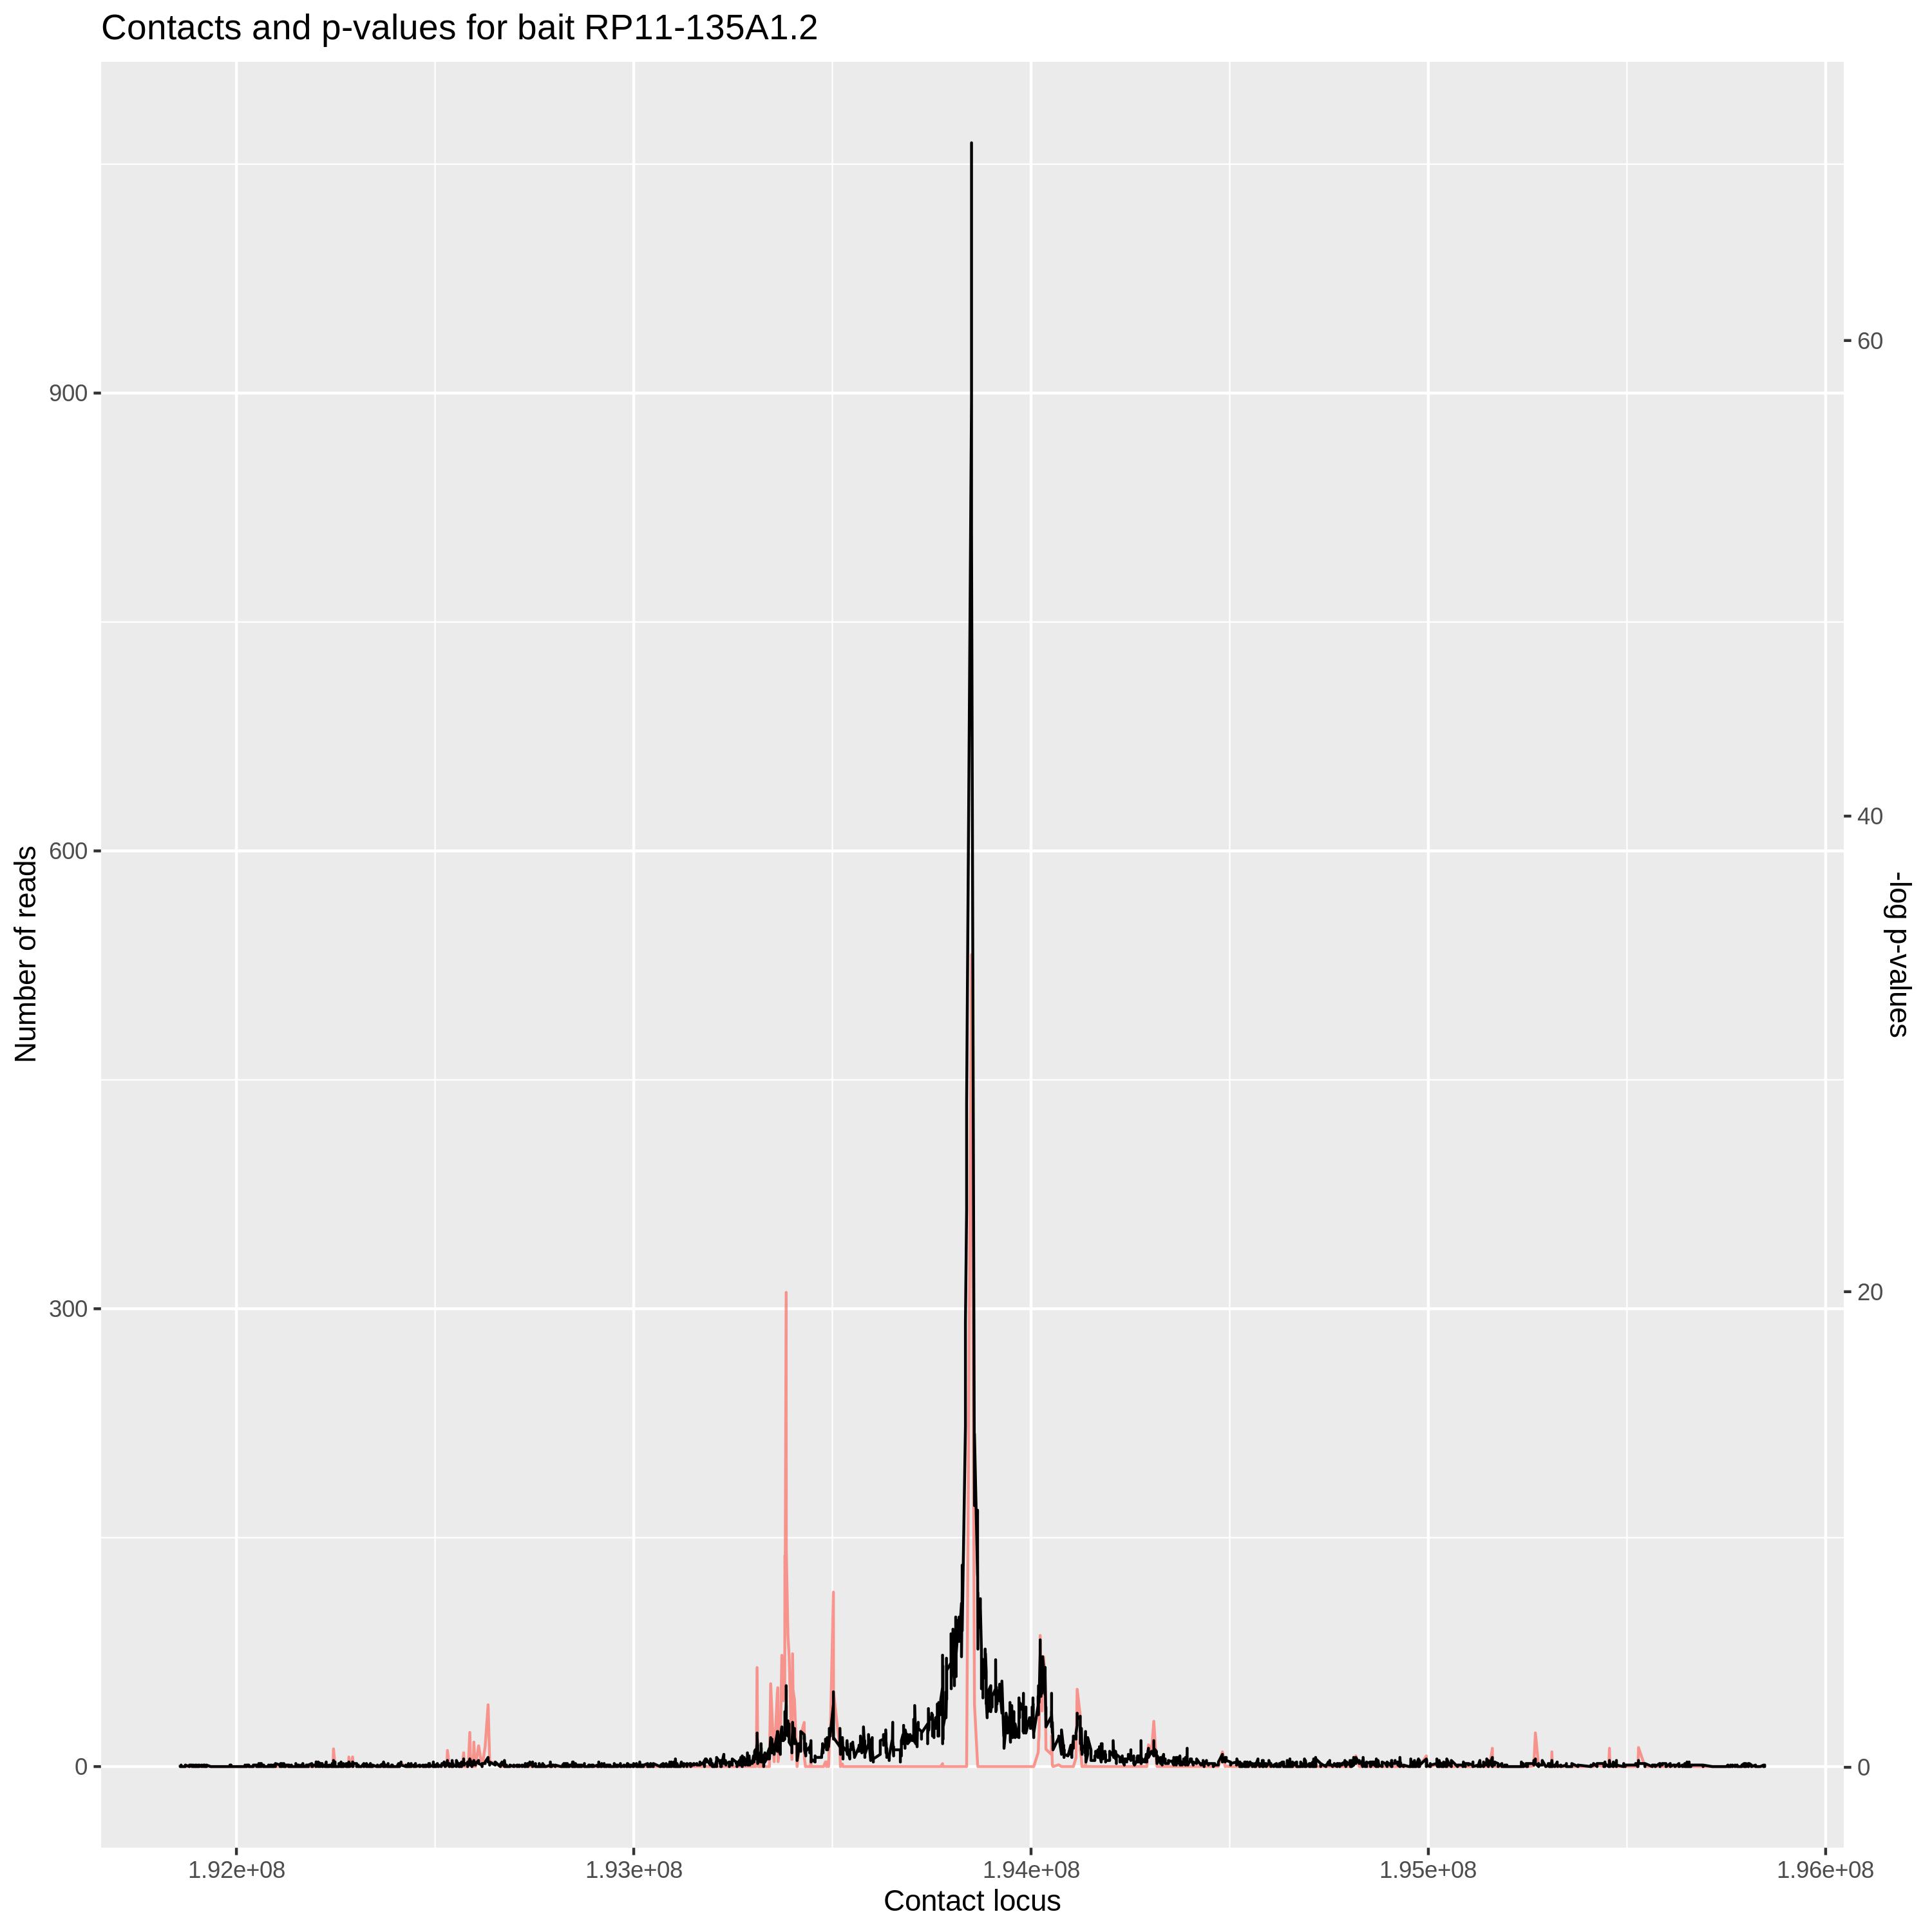 Contacts and p-values for bait RP11-135A1.2
Number of reads
900
600
300
0
60
40
20
0
-log p-values
1.92e+08 1.93e+08 1.94e+08 1.95e+08 1.96e+08
Contact locus